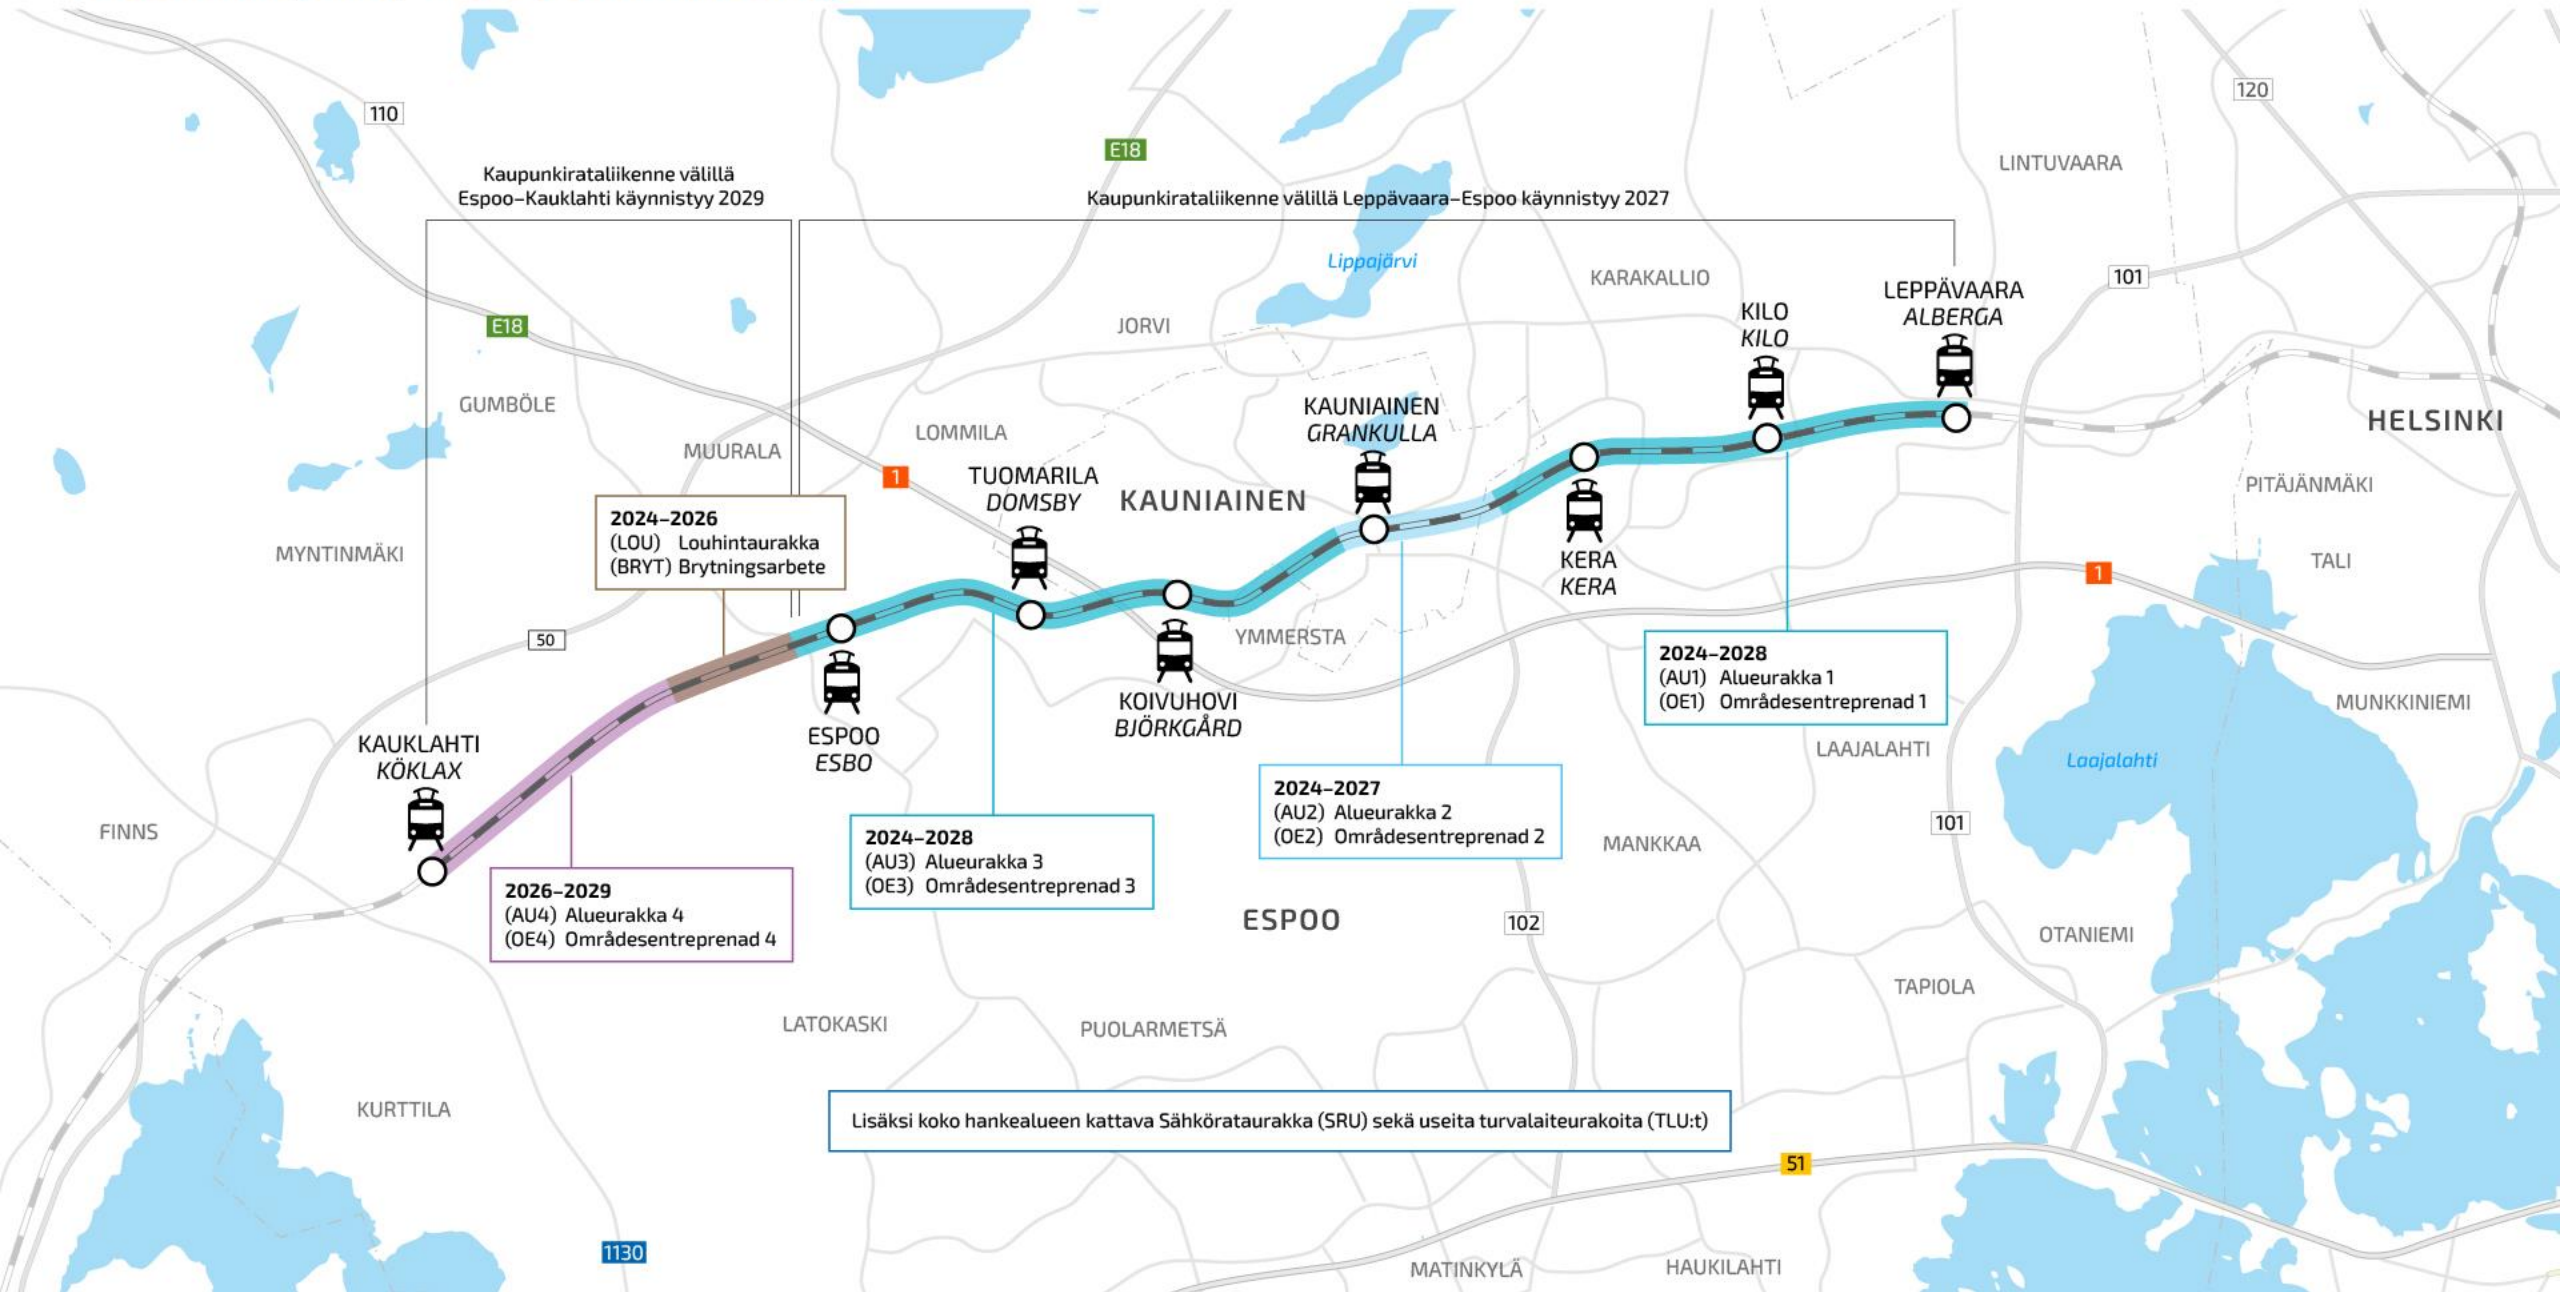 110
120
E18
Kaupunkirataliikenne välillä
Espoo–Kauklahti käynnistyy 2029
Kaupunkirataliikenne välillä Leppävaara–Espoo käynnistyy 2027
LINTUVAARA
Lippajärvi
KARAKALLIO
101
LEPPÄVAARA
ALBERGA
KILO
KILO
E18
JORVI
GUMBÖLE
KAUNIAINEN
GRANKULLA
HELSINKI
LOMMILA
MUURALA
1
TUOMARILA
DOMSBY
KAUNIAINEN
PITÄJÄNMÄKI
2024–2026
(LOU) Louhintaurakka
(BRYT) Brytningsarbete
MYNTINMÄKI
KERA
KERA
1
TALI
50
YMMERSTA
2024–2028
(AU1) Alueurakka 1
(OE1) Områdesentreprenad 1
KOIVUHOVI
BJÖRKGÅRD
MUNKKINIEMI
ESPOO
ESBO
KAUKLAHTI
KÖKLAX
LAAJALAHTI
Laajalahti
2024–2027
(AU2) Alueurakka 2
(OE2) Områdesentreprenad 2
FINNS
2024–2028
(AU3) Alueurakka 3
(OE3) Områdesentreprenad 3
MANKKAA
101
2026–2029
(AU4) Alueurakka 4
(OE4) Områdesentreprenad 4
ESPOO
102
OTANIEMI
TAPIOLA
LATOKASKI
PUOLARMETSÄ
KURTTILA
Lisäksi koko hankealueen kattava Sähkörataurakka (SRU) sekä useita turvalaiteurakoita (TLU:t)
51
1130
MATINKYLÄ
HAUKILAHTI